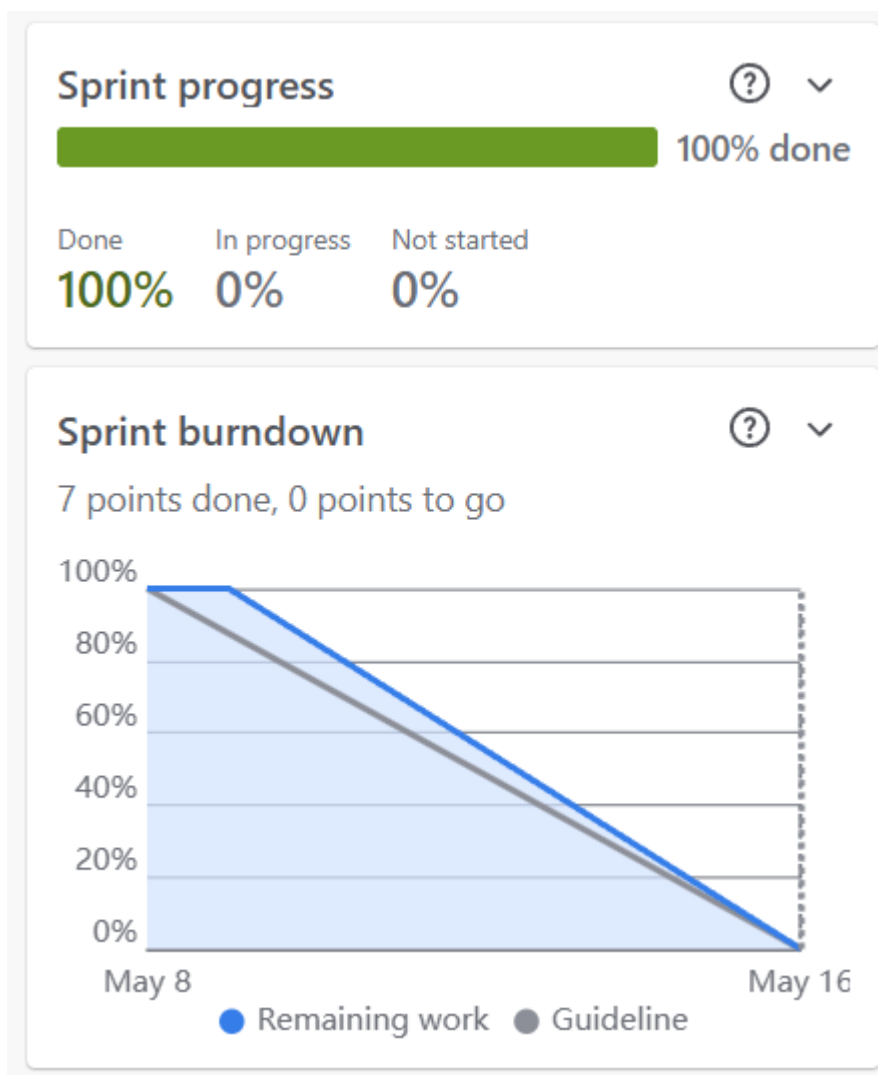 Sprint progress
100% done
Done In progress Not started
100% 0% 0%
Sprint burndown
7 points done, 0 points to go
100%
80%
60%
40%
20%
0%
May 8 May 16
Remaining work Guideline